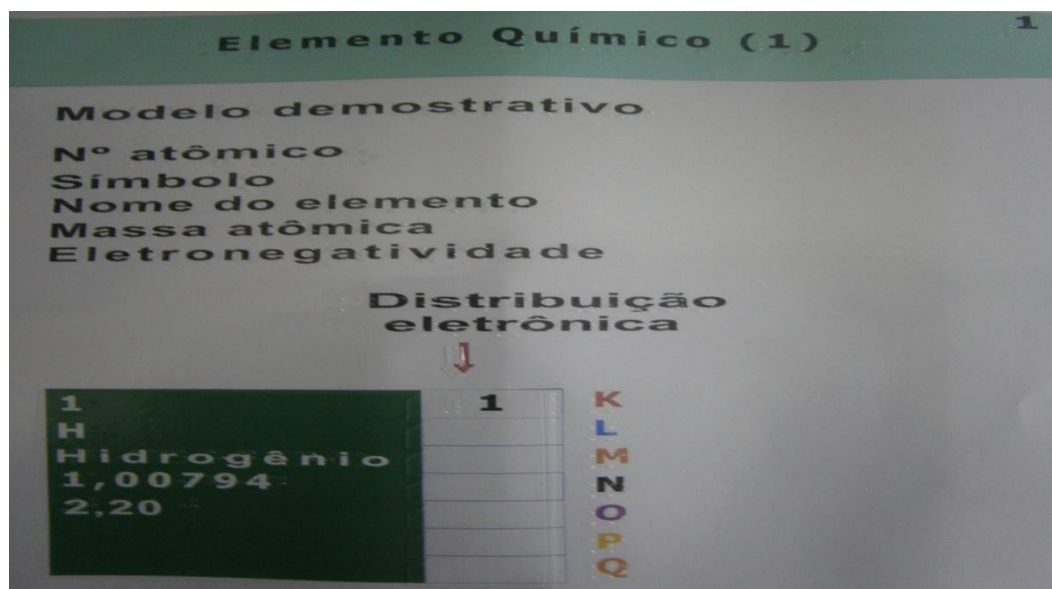 1
Elemento Químico (1)
Modelo demostrativo
Nº atômico
Símbolo
Nome do elemento
Massa atômica
Eletronegatividade
Distribuição
eletrônica
1 1 K
H L
Hidrogênio M
1,00794 N
2,20 O
P
Q